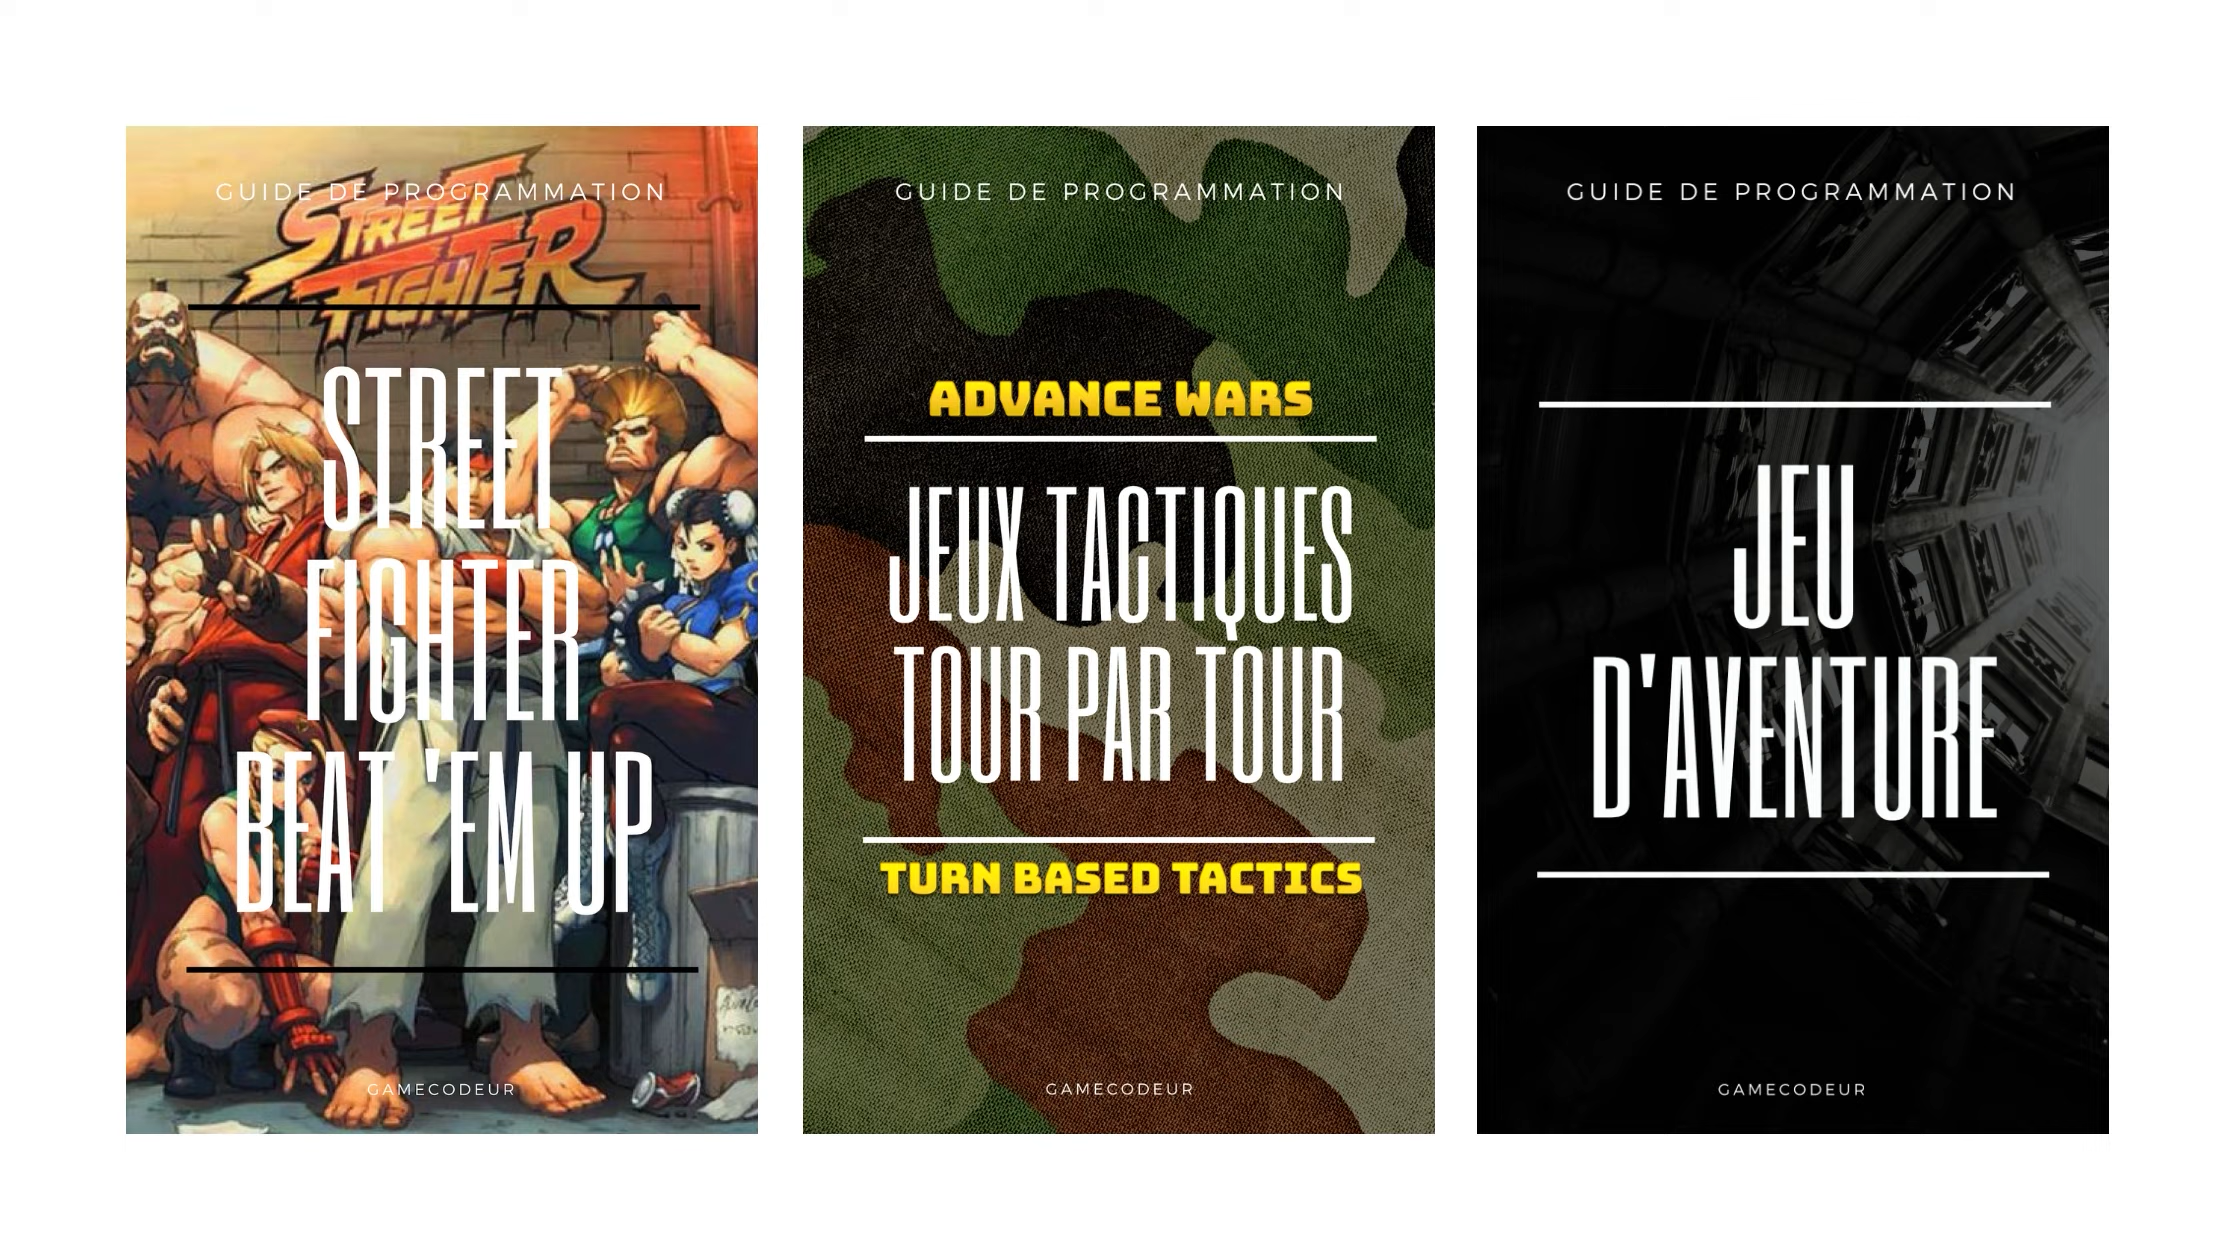 GUIDE DE PROGRAMMATION
STREET
FIGHTER
STREET
FIGHTER
BEAT 'EM UP
GAMECODEUR
GUIDE DE PROGRAMMATION
ADVANCE WARS
JEUX TACTIQUES
TOUR PAR TOUR
TURN BASED TACTICS
GAMECODEUR
GUIDE DE PROGRAMMATION
JEU
D'AVENTURE
GAMECODEUR